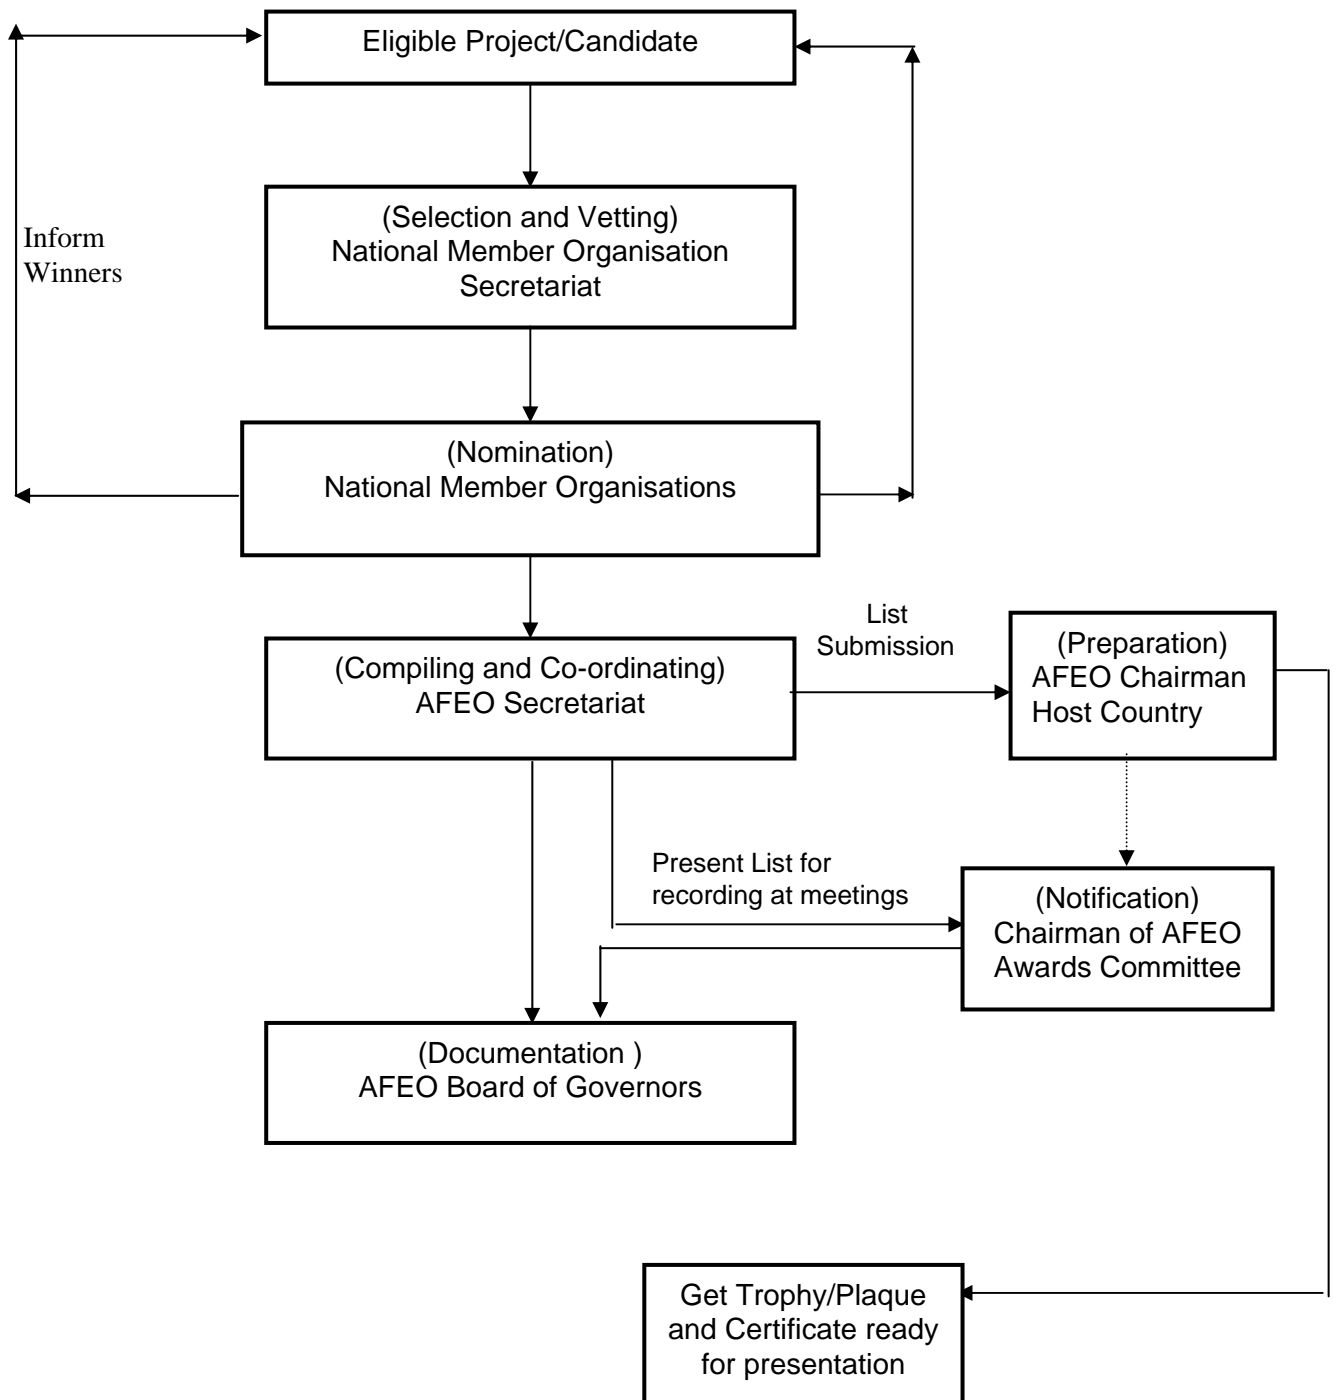 Eligible Project/Candidate
Inform
Winners
(Selection and Vetting)
National Member Organisation
Secretariat
(Nomination)
National Member Organisations
(Compiling and Co-ordinating)
AFEO Secretariat
List
Submission
(Preparation)
AFEO Chairman
Host Country
Present List for
recording at meetings
(Notification)
Chairman of AFEO
Awards Committee
(Documentation )
AFEO Board of Governors
Get Trophy/Plaque
and Certificate ready
for presentation